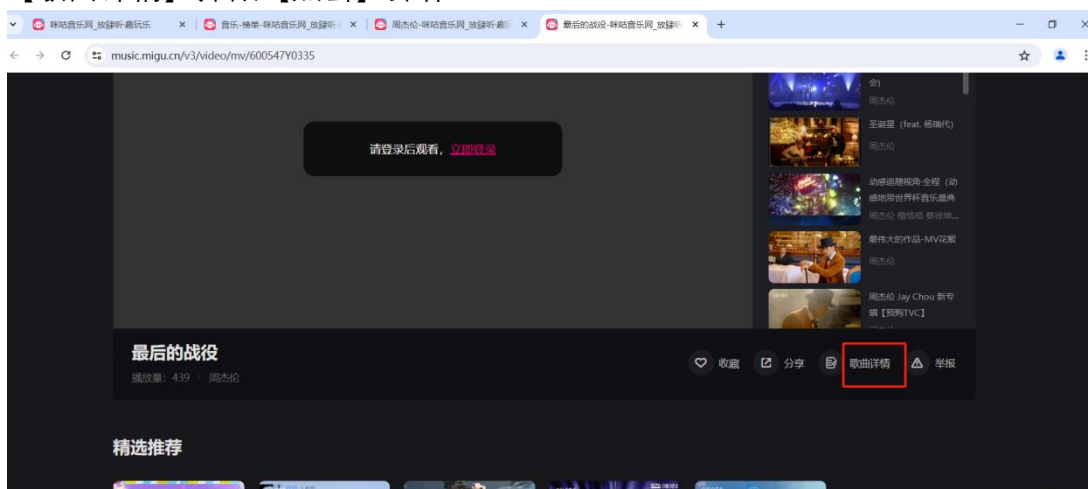 咪咕音乐网_放肆听·趣玩乐
音乐-榜单-咪咕音乐网_放肆听·
周杰伦-咪咕音乐网_放肆听·趣玩
最后的战役-咪咕音乐网_放肆听
music.migu.cn/v3/video/mv/600547Y0335
会)
周杰伦
圣诞星 (feat. 杨瑞代)
周杰伦
请登录后观看，立即登录
动感追随视角-全程（动
感地带世界杯音乐盛典
最伟大的作品-MV花絮
周杰伦
周杰伦 Jay Chou 新专
辑【预购TVC】
最后的战役
播放量：439 | 周杰伦
收藏 分享 歌曲详情 举报
精选推荐